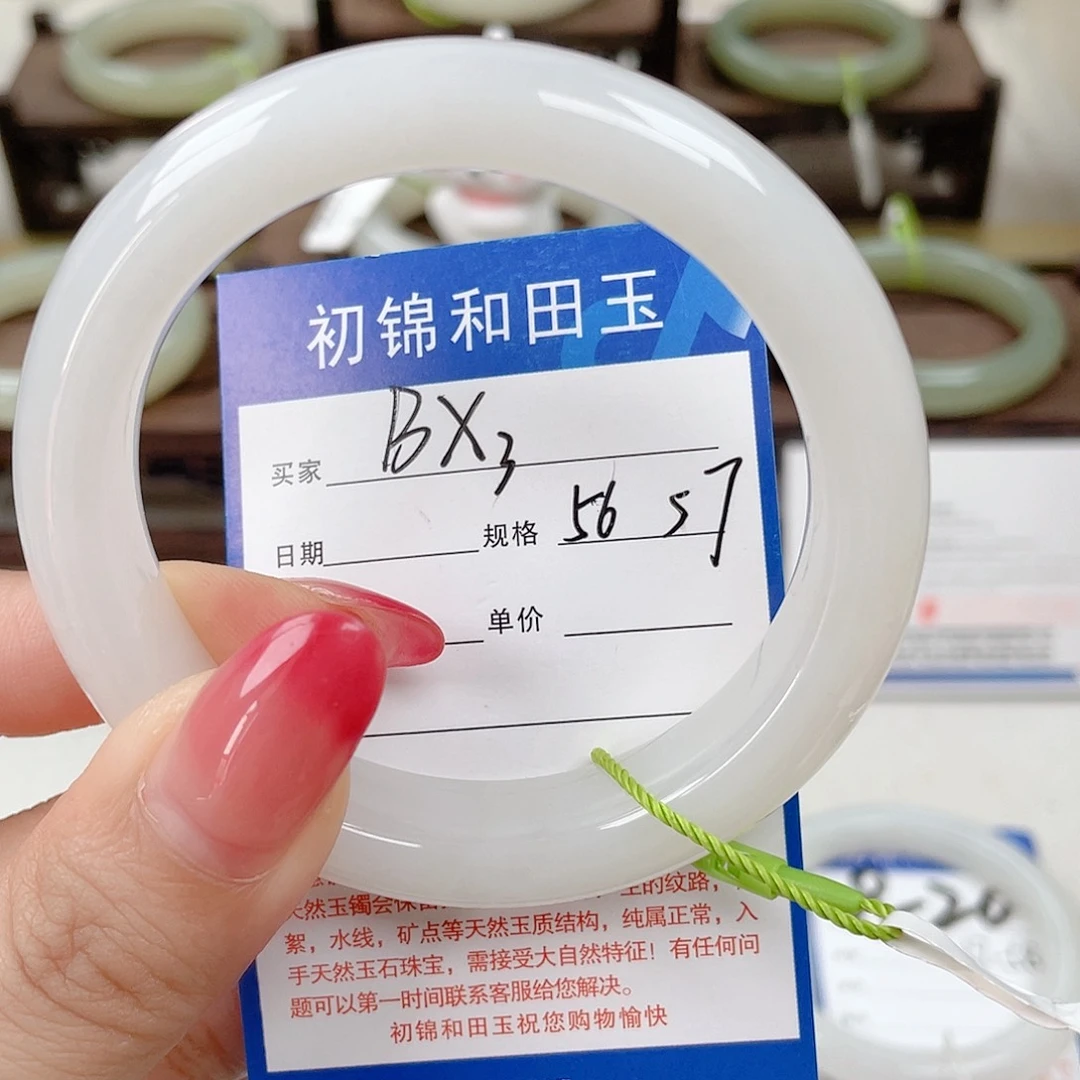 初锦和田玉
买家 BX3
日期 规格 56 57
单价
生的纹路，
天然玉镯会保留
絮，水线，矿点等天然玉质结构，纯属正常，入
手天然玉石珠宝，需接受大自然特征！有任何问
题可以第一时间联系客服给您解决。
初锦和田玉祝您购物愉快